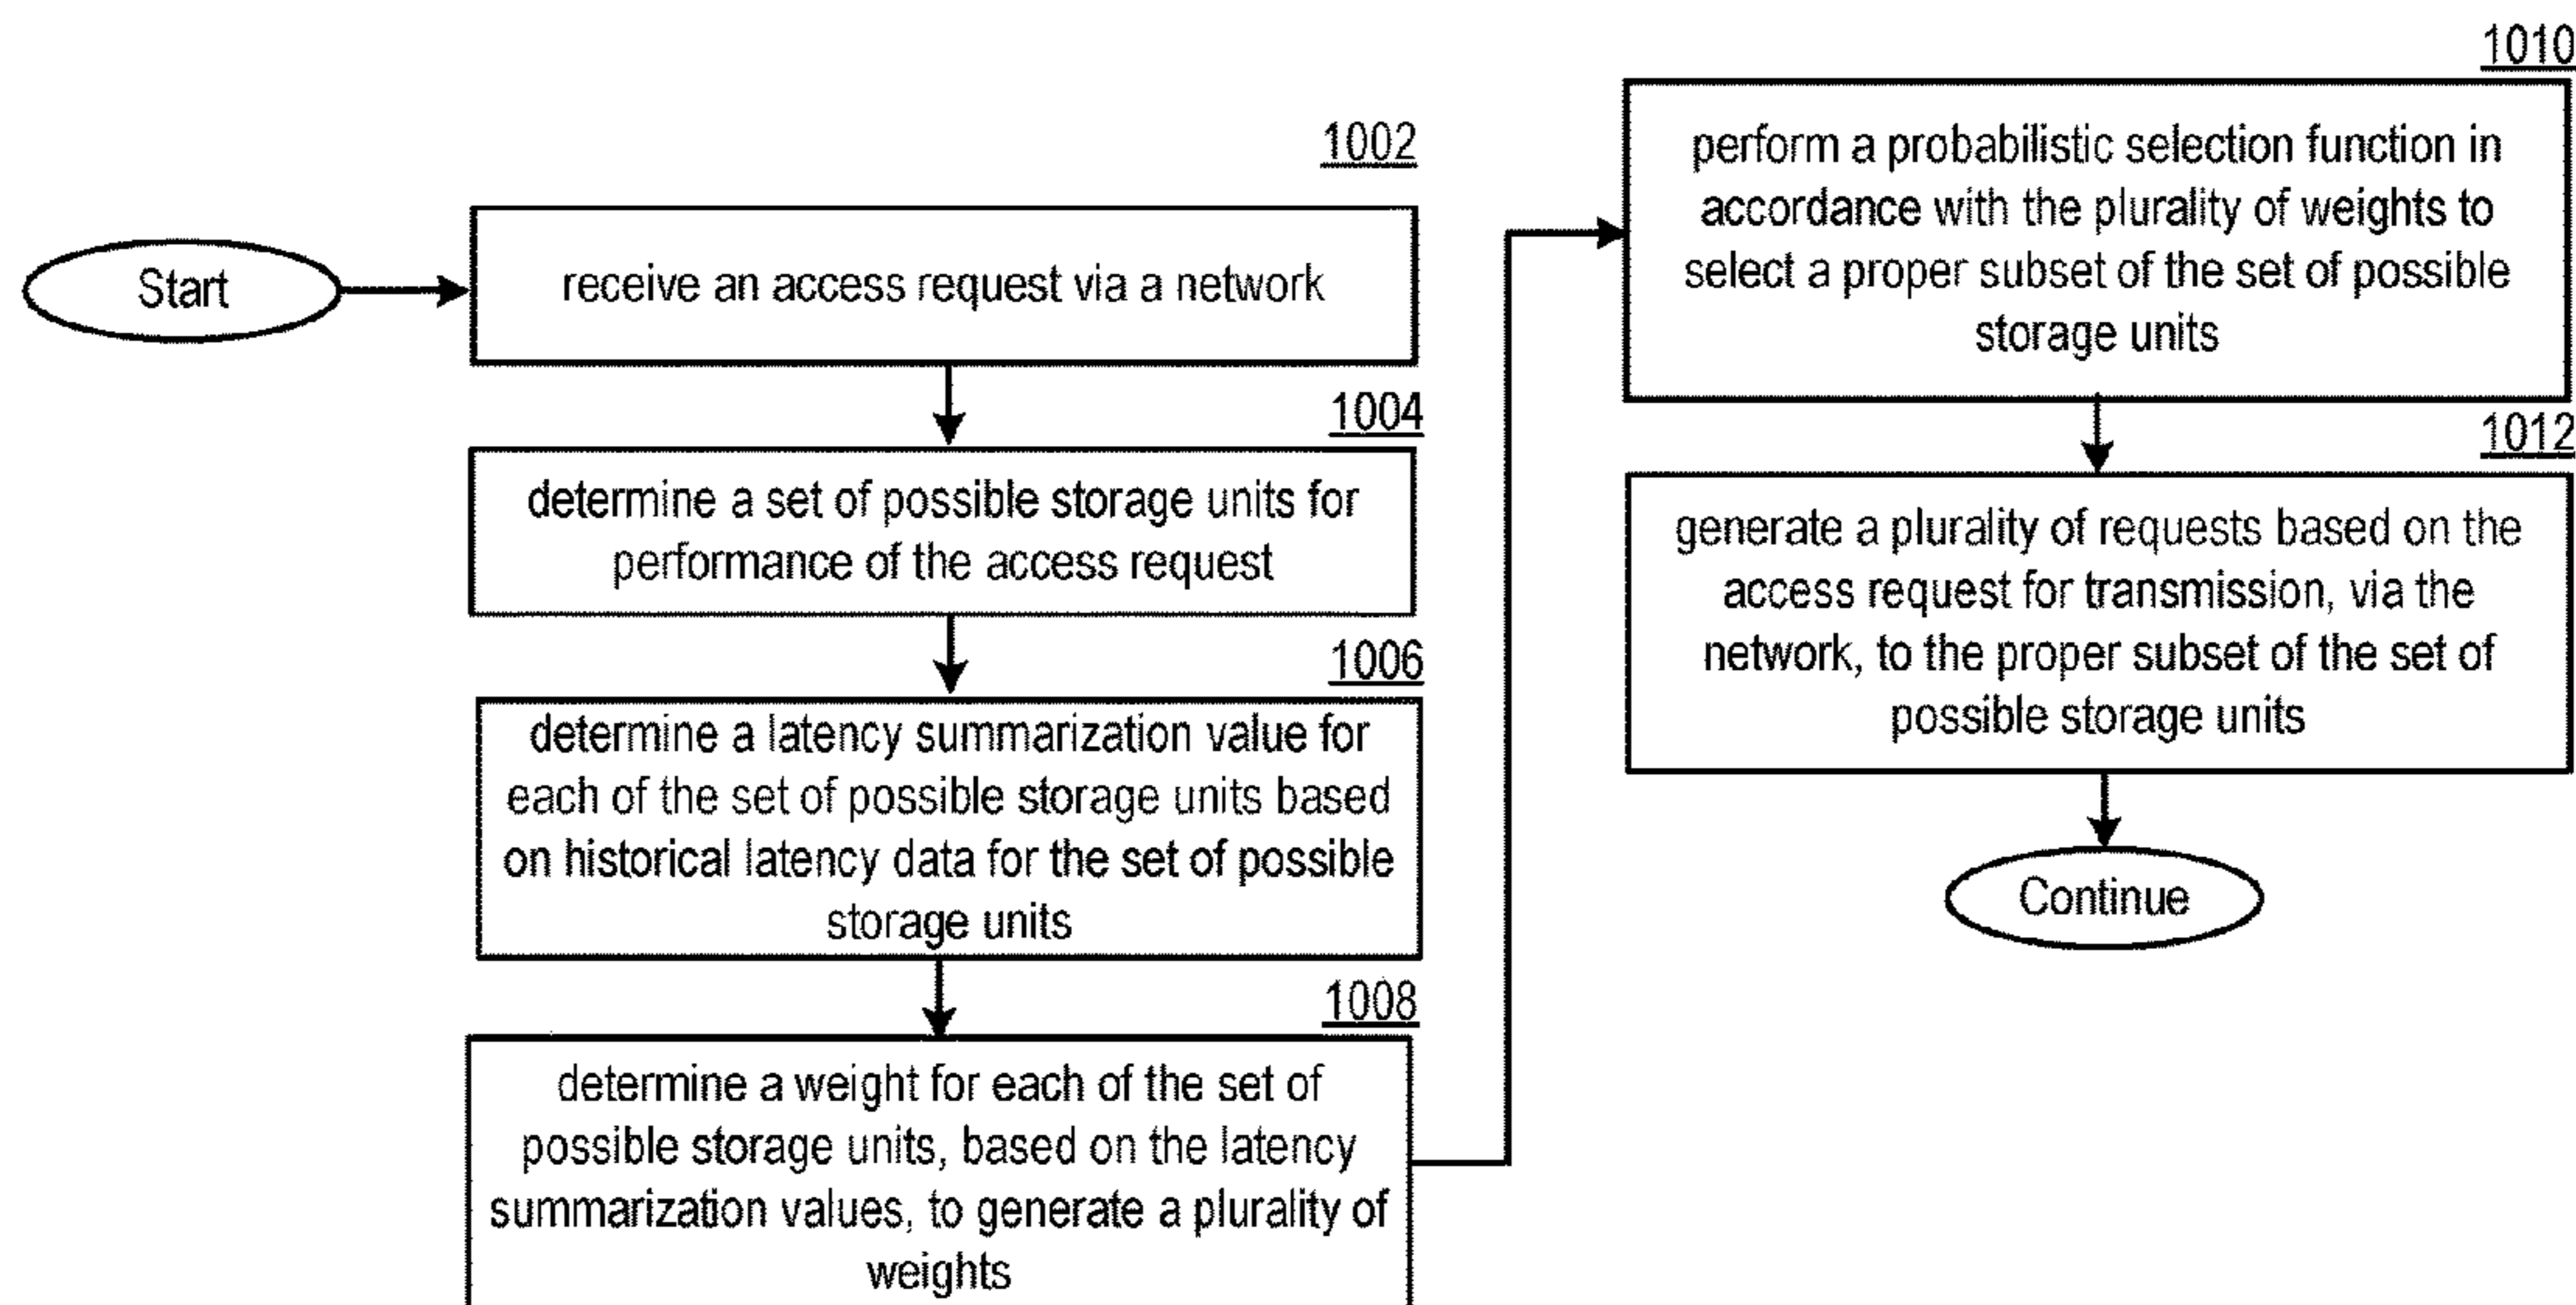 Start
1002
receive an access request via a network
1004
determine a set of possible storage units for
performance of the access request
1006
determine a latency summarization value for
each of the set of possible storage units based
on historical latency data for the set of possible
storage units
1008
determine a weight for each of the set of
possible storage units, based on the latency
summarization values, to generate a plurality of
weights
1010
perform a probabilistic selection function in
accordance with the plurality of weights to
select a proper subset of the set of possible
storage units
1012
generate a plurality of requests based on the
access request for transmission, via the
network, to the proper subset of the set of
possible storage units
Continue